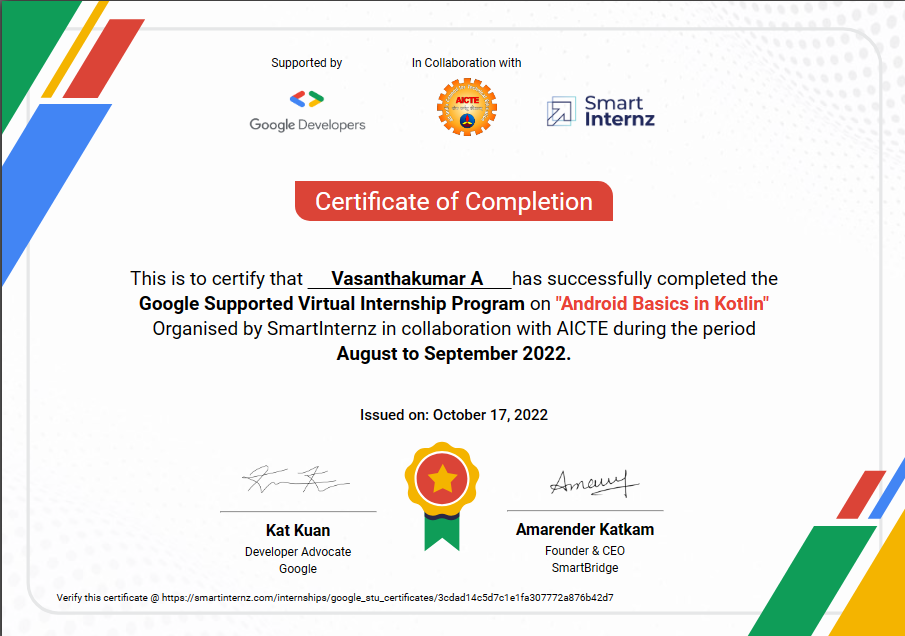 Supported by
In Collaboration with
Google Developers
AICTE
Smart
Internz
Certificate of Completion
This is to certify that Vasanthakumar A has successfully completed the
Google Supported Virtual Internship Program on "Android Basics in Kotlin"
Organised by SmartInternz in collaboration with AICTE during the period
August to September 2022.
Issued on: October 17, 2022
Kat Kuan
Developer Advocate
Google
Amarender Katkam
Founder & CEO
SmartBridge
Verify this certificate @ https://smartinternz.com/internships/google_stu_certificates/3cdad14c5d7c1e1fa307772a876b42d7